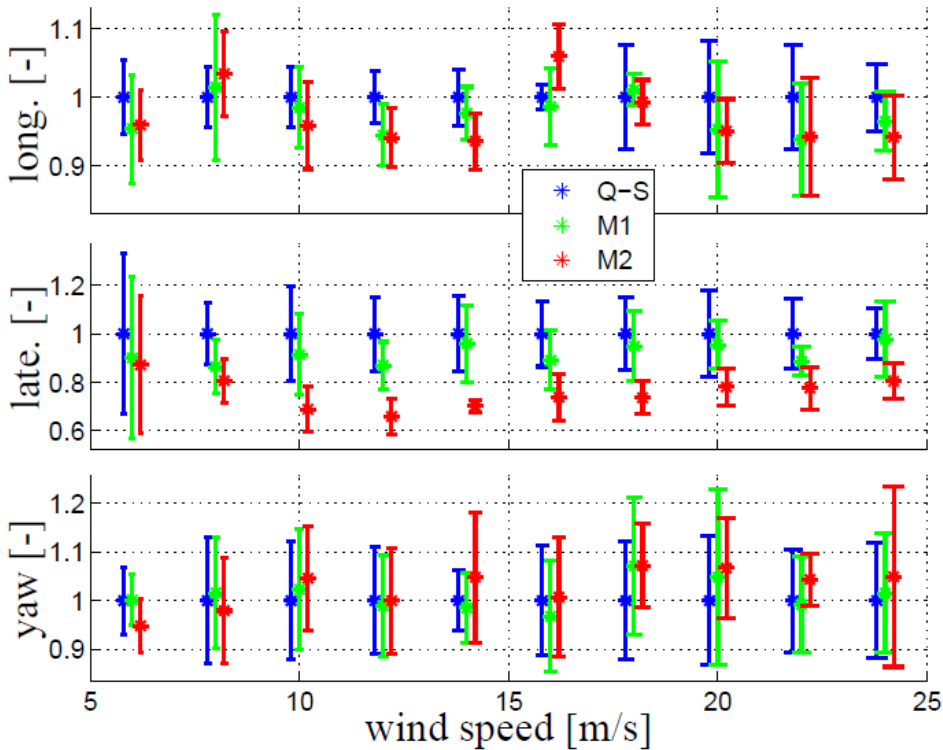 long. [-]
1.1
1
0.9
Q-S
M1
M2
late. [-]
1.2
1
0.8
0.6
yaw [-]
1.2
1.1
1
0.9
5
10
15
20
25
wind speed [m/s]